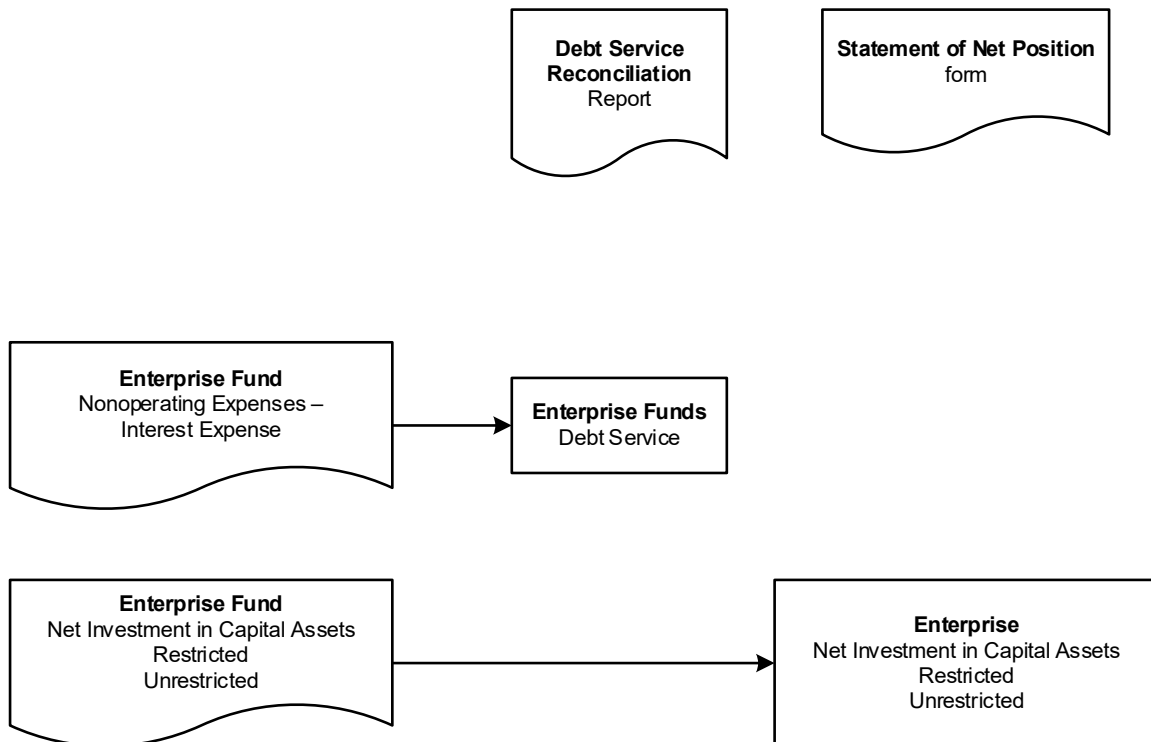 Debt Service
Reconciliation
Report
Statement of Net Position
form
Enterprise Fund
Nonoperating Expenses –
Interest Expense
Enterprise Funds
Debt Service
Enterprise Fund
Net Investment in Capital Assets
Restricted
Unrestricted
Enterprise
Net Investment in Capital Assets
Restricted
Unrestricted